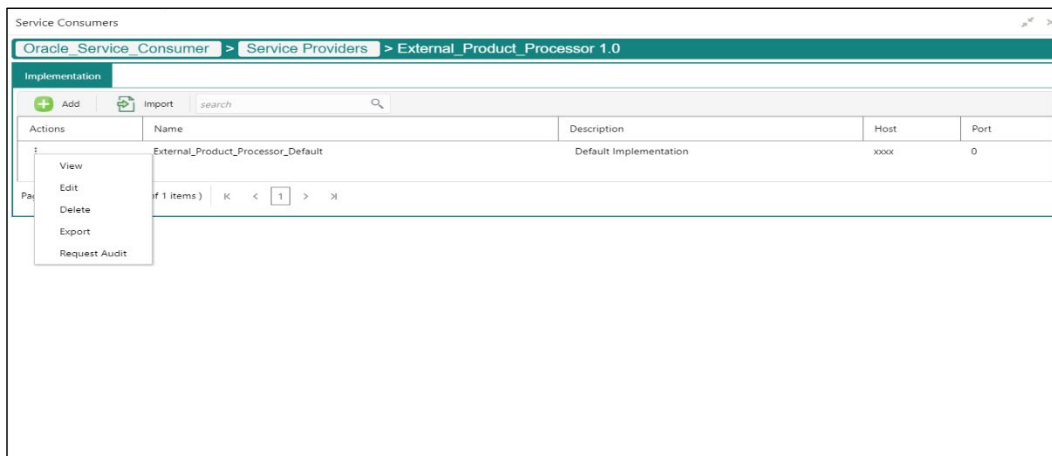 Service Consumers
Oracle_Service_Consumer > Service Providers > External_Product_Processor 1.0
Implementation
Add Import search
Actions Name Description Host Port
External_Product_Processor_Default Default Implementation xxxx 0
View
Edit
Delete
Export
Request Audit
of 1 items ) K < 1 > >|